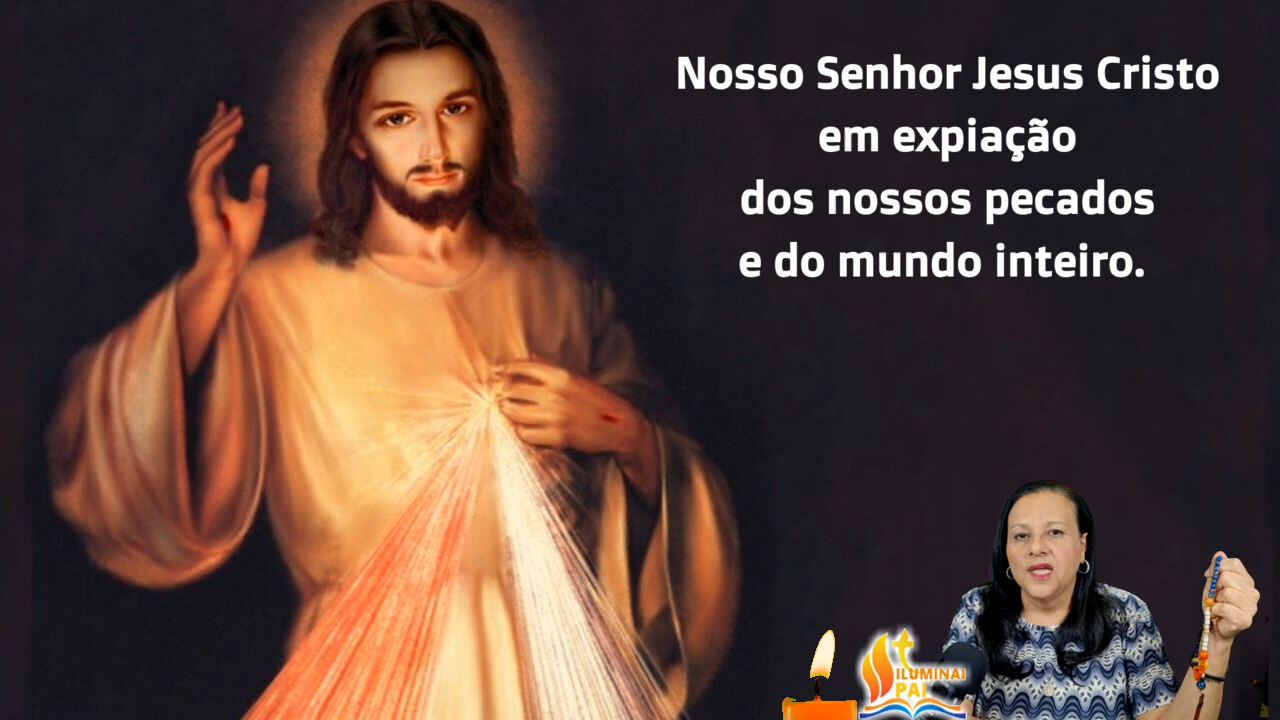 Nosso Senhor Jesus Cristo
em expiação
dos nossos pecados
e do mundo inteiro.
ILUMINAI
PAI